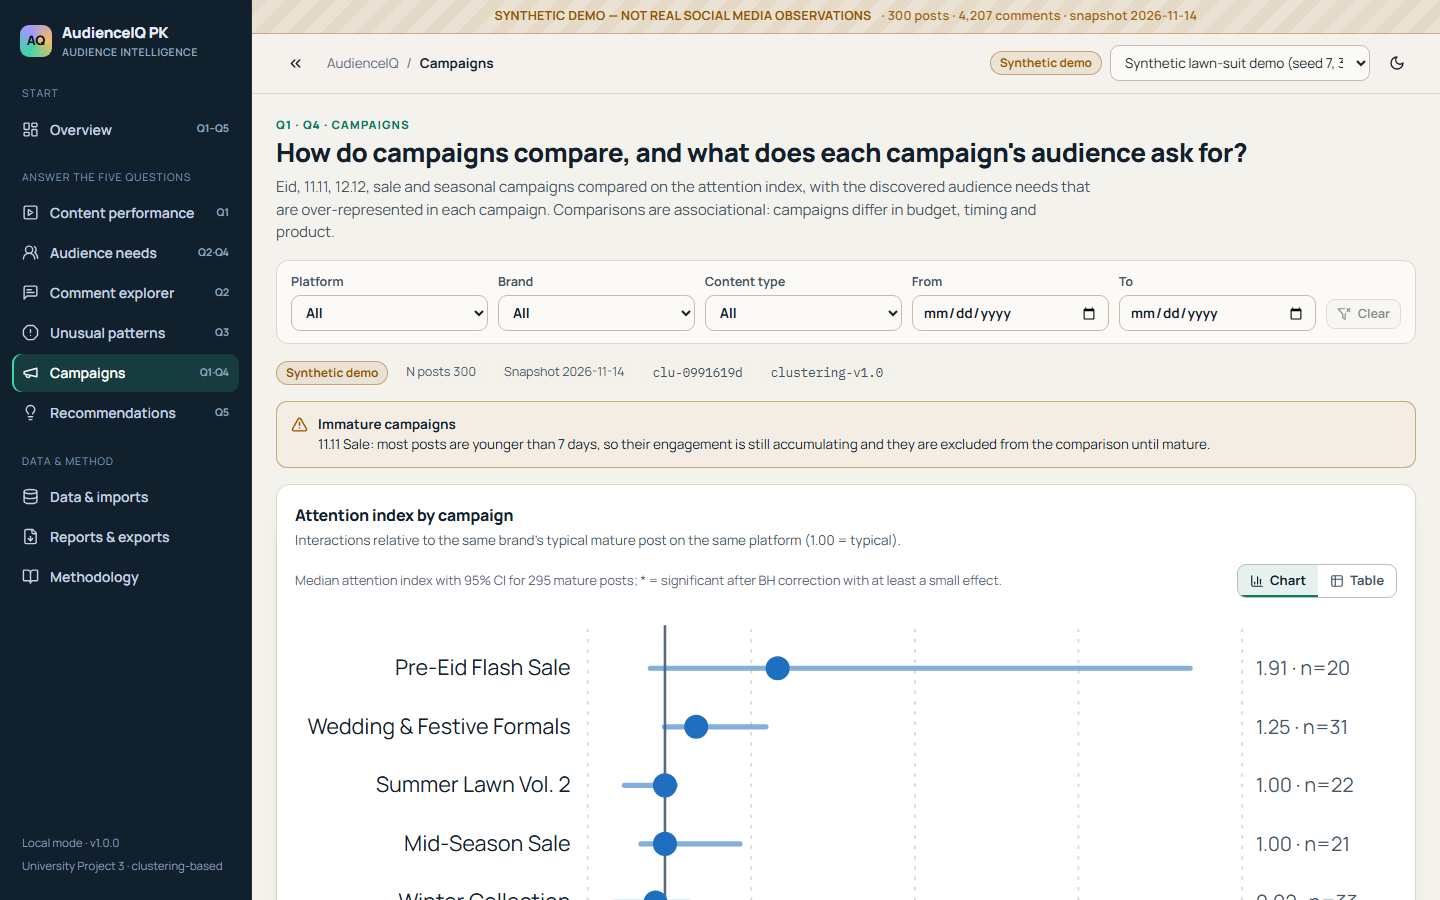 SYNTHETIC DEMO — NOT REAL SOCIAL MEDIA OBSERVATIONS · 300 posts · 4,207 comments · snapshot 2026-11-14
AQ
AudienceIQ PK
AUDIENCE INTELLIGENCE
START
Overview Q1–Q5
ANSWER THE FIVE QUESTIONS
Content performance Q1
Audience needs Q2·Q4
Comment explorer Q2
Unusual patterns Q3
Campaigns Q1·Q4
Recommendations Q5
DATA & METHOD
Data & imports
Reports & exports
Methodology
Local mode · v1.0.0
University Project 3 · clustering-based
AudienceIQ / Campaigns
Synthetic demo
Synthetic lawn-suit demo (seed 7, 3
Q1 · Q4 · CAMPAIGNS
How do campaigns compare, and what does each campaign's audience ask for?
Eid, 11.11, 12.12, sale and seasonal campaigns compared on the attention index, with the discovered audience needs that
are over-represented in each campaign. Comparisons are associational: campaigns differ in budget, timing and
product.
Platform Brand Content type From To
All All All mm/dd/yyyy mm/dd/yyyy Clear
Synthetic demo N posts 300 Snapshot 2026-11-14 clu-0991619d clustering-v1.0
Immature campaigns
11.11 Sale: most posts are younger than 7 days, so their engagement is still accumulating and they are excluded from the comparison until mature.
Attention index by campaign
Interactions relative to the same brand's typical mature post on the same platform (1.00 = typical).
Median attention index with 95% CI for 295 mature posts; * = significant after BH correction with at least a small effect.
Chart Table
Pre-Eid Flash Sale 1.91 · n=20
Wedding & Festive Formals 1.25 · n=31
Summer Lawn Vol. 2 1.00 · n=22
Mid-Season Sale 1.00 · n=21
Winter Collection